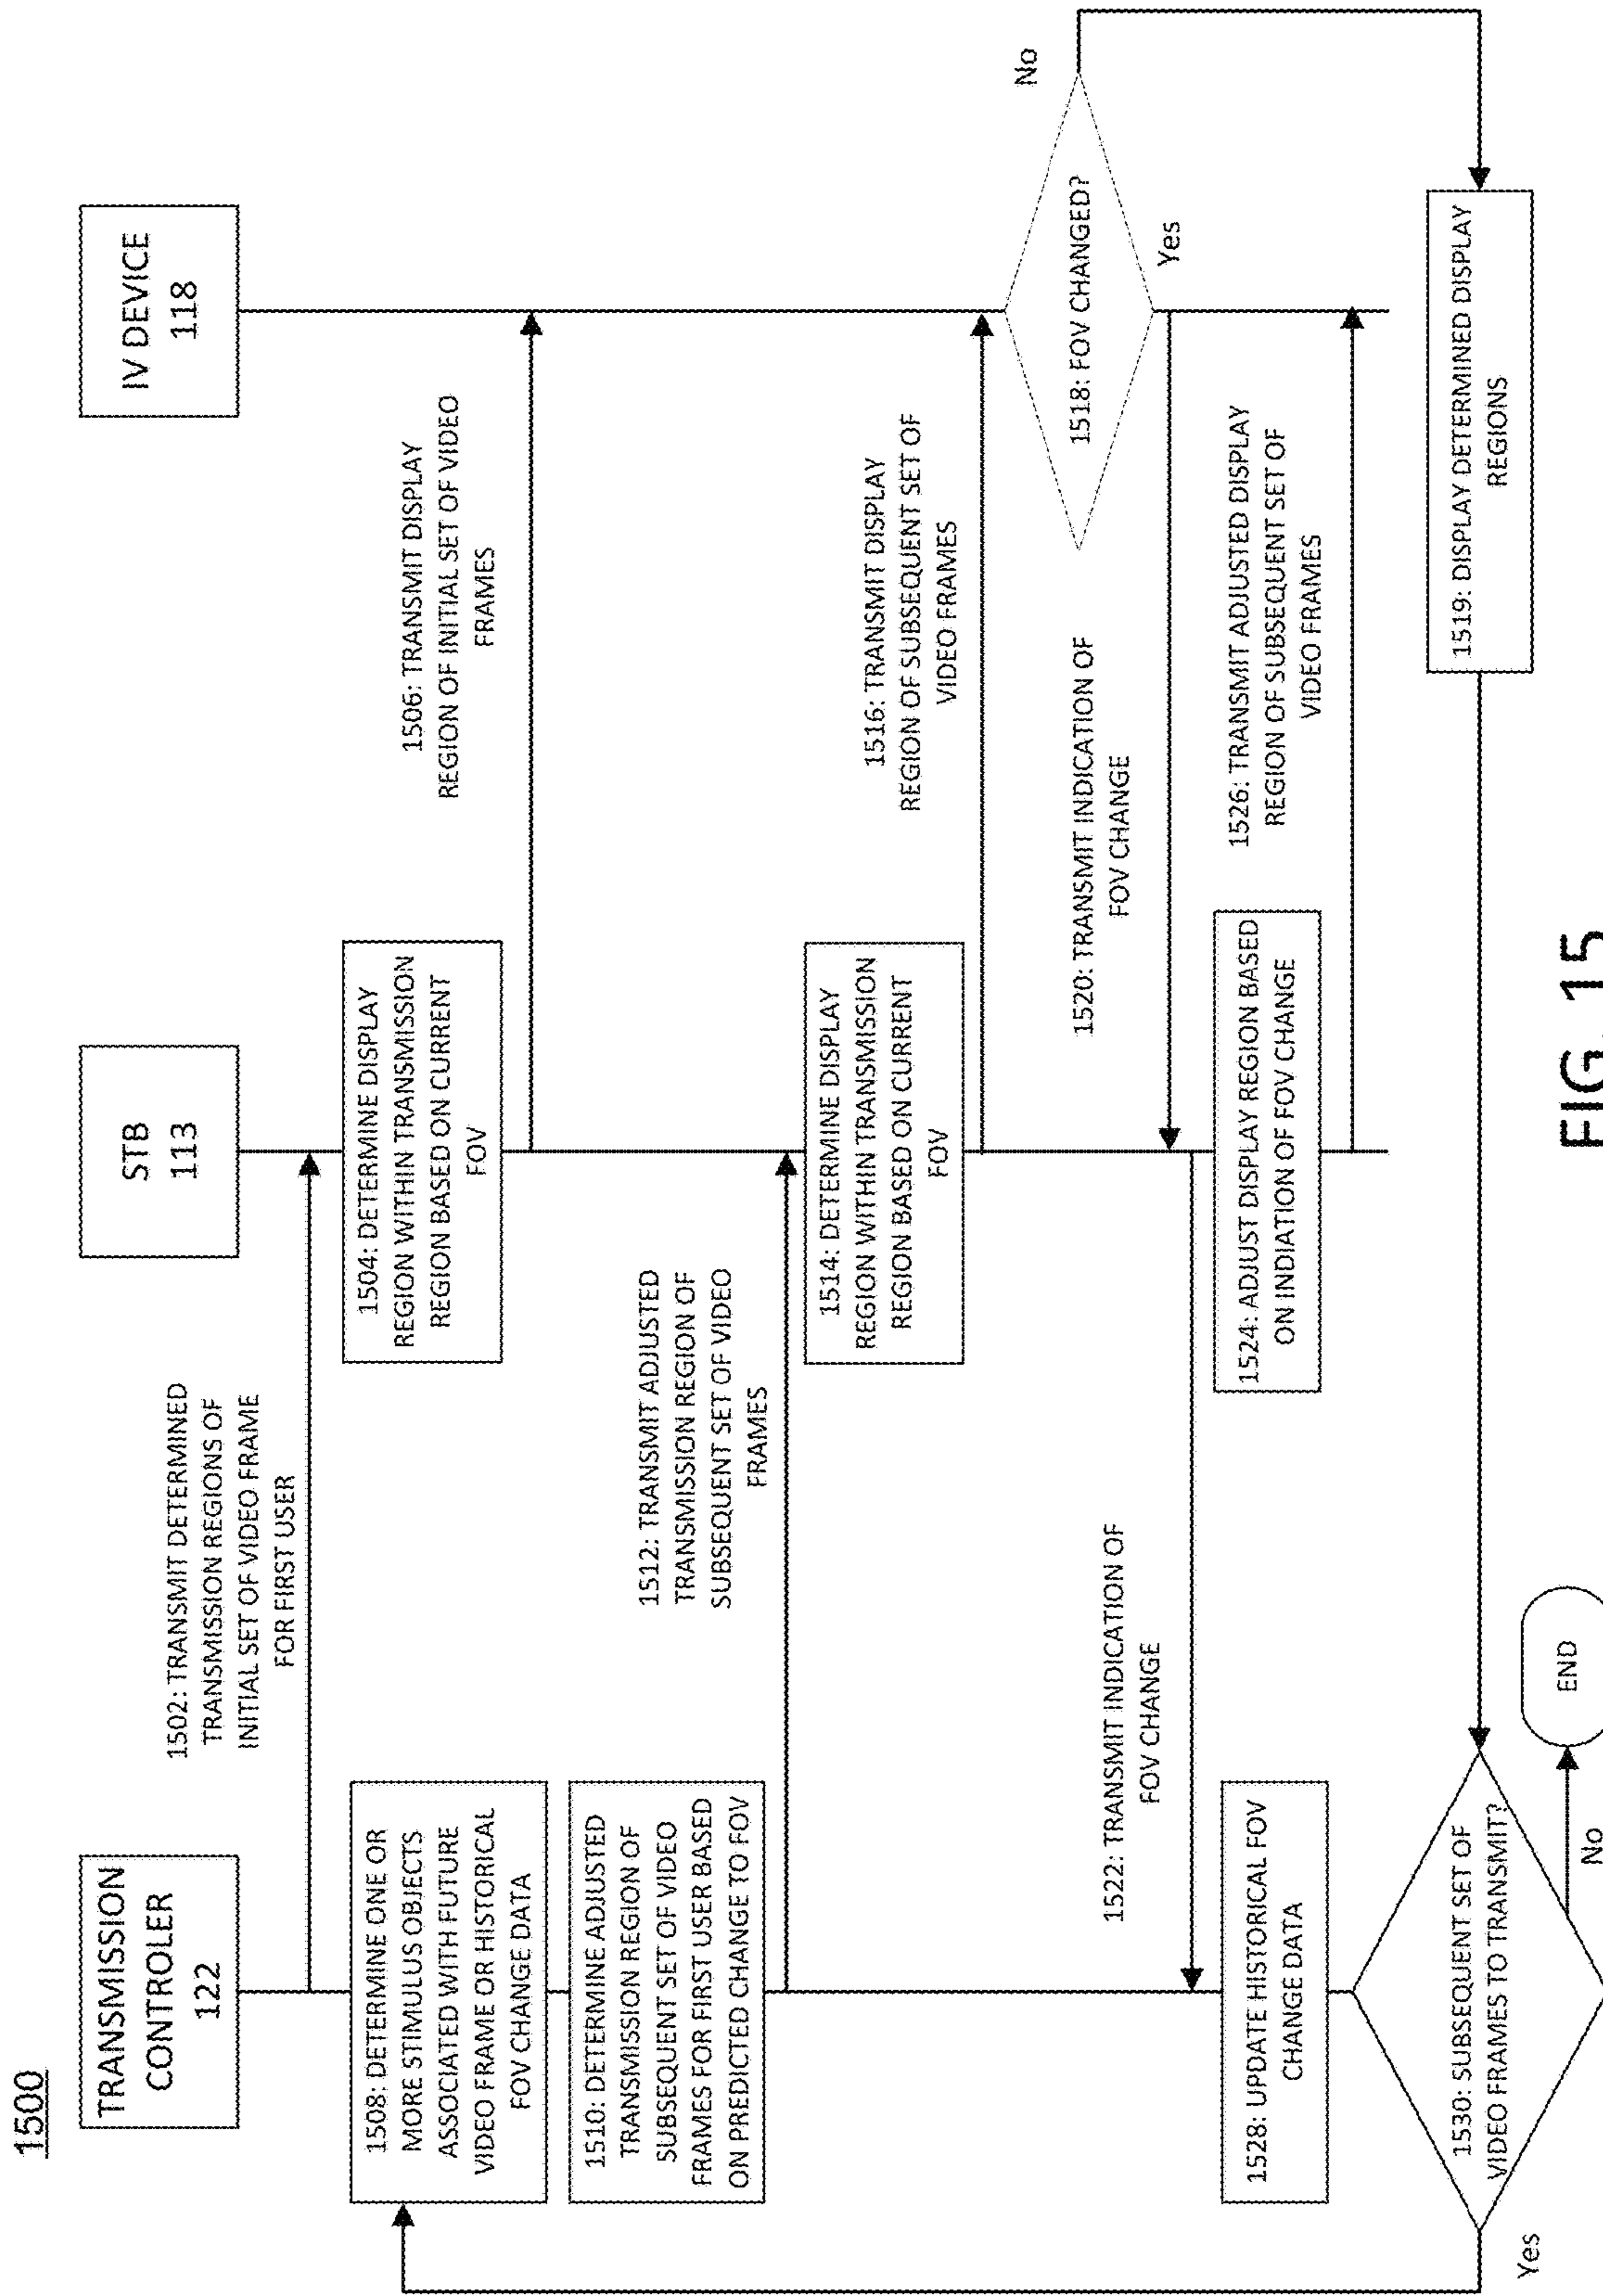 1500
TRANSMISSION
CONTROLER
122
STB
113
IV DEVICE
118
1502: TRANSMIT DETERMINED
TRANSMISSION REGIONS OF
INITIAL SET OF VIDEO FRAME
FOR FIRST USER
1504: DETERMINE DISPLAY
REGION WITHIN TRANSMISSION
REGION BASED ON CURRENT
FOV
1506: TRANSMIT DISPLAY
REGION OF INITIAL SET OF VIDEO
FRAMES
1508: DETERMINE ONE OR
MORE STIMULUS OBJECTS
ASSOCIATED WITH FUTURE
VIDEO FRAME OR HISTORICAL
FOV CHANGE DATA
1510: DETERMINE ADJUSTED
TRANSMISSION REGION OF
SUBSEQUENT SET OF VIDEO
FRAMES FOR FIRST USER BASED
ON PREDICTED CHANGE TO FOV
1512: TRANSMIT ADJUSTED
TRANSMISSION REGION OF
SUBSEQUENT SET OF VIDEO
FRAMES
1514: DETERMINE DISPLAY
REGION WITHIN TRANSMISSION
REGION BASED ON CURRENT
FOV
1516: TRANSMIT DISPLAY
REGION OF SUBSEQUENT SET OF
VIDEO FRAMES
1518: FOV CHANGED?
No
Yes
1520: TRANSMIT INDICATION OF
FOV CHANGE
1522: TRANSMIT INDICATION OF
FOV CHANGE
1524: ADJUST DISPLAY REGION BASED
ON INDIATION OF FOV CHANGE
1526: TRANSMIT ADJUSTED DISPLAY
REGION OF SUBSEQUENT SET OF
VIDEO FRAMES
1528: UPDATE HISTORICAL FOV
CHANGE DATA
1519: DISPLAY DETERMINED DISPLAY
REGIONS
1530: SUBSEQUENT SET OF
VIDEO FRAMES TO TRANSMIT?
Yes
No
END
FIG. 15